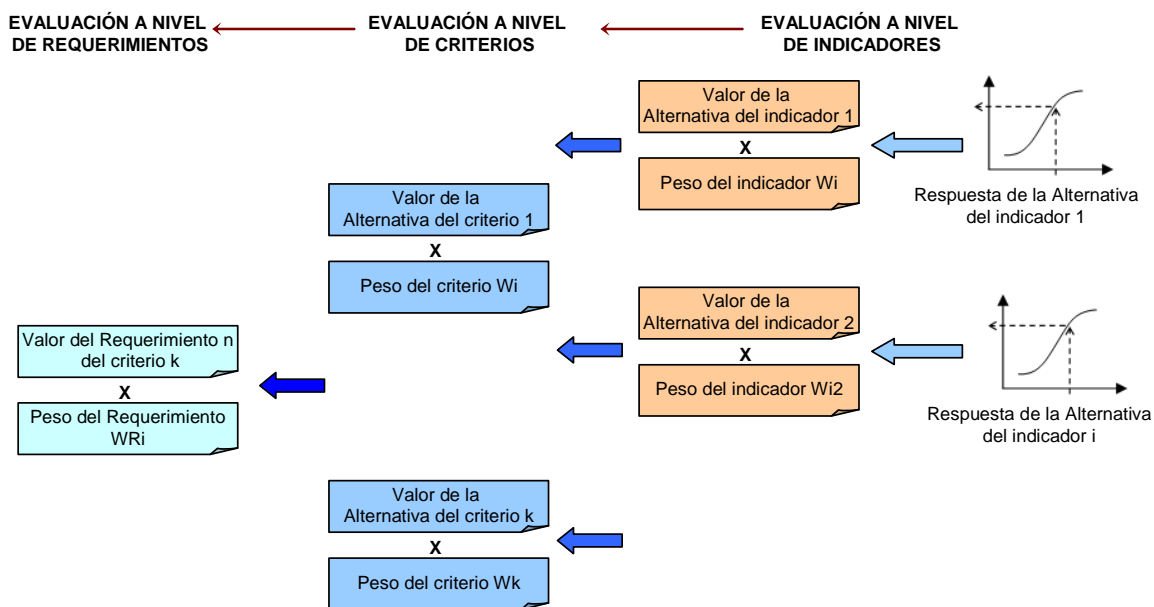 EVALUACIÓN A NIVEL
DE REQUERIMIENTOS
EVALUACIÓN A NIVEL
DE CRITERIOS
EVALUACIÓN A NIVEL
DE INDICADORES
Valor de la
Alternativa del indicador 1
X
Peso del indicador Wi
Respuesta de la Alternativa
del indicador 1
Valor de la
Alternativa del criterio 1
X
Peso del criterio Wi
Valor de la
Alternativa del indicador 2
X
Peso del indicador Wi2
Respuesta de la Alternativa
del indicador i
Valor del Requerimiento n
del criterio k
X
Peso del Requerimiento
WRi
Valor de la
Alternativa del criterio k
X
Peso del criterio Wk